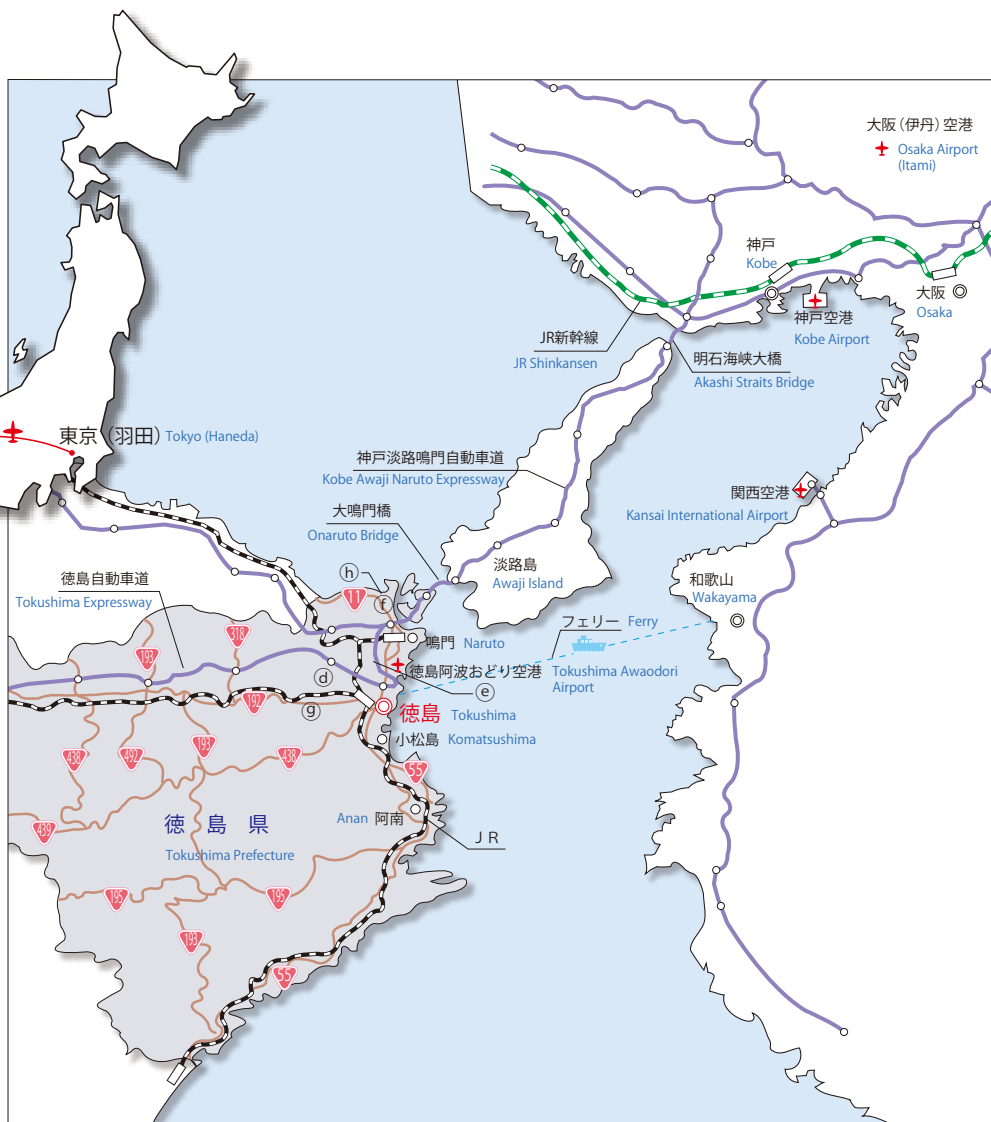 大阪（伊丹）空港
Osaka Airport
(Itami)
神戸
Kobe
大阪
Osaka
神戸空港
Kobe Airport
JR新幹線
JR Shinkansen
明石海峡大橋
Akashi Straits Bridge
東京（羽田） Tokyo (Haneda)
神戸淡路鳴門自動車道
Kobe Awaji Naruto Expressway
関西空港
Kansai International Airport
大鳴門橋
Onaruto Bridge
淡路島
Awaji Island
和歌山
Wakayama
徳島自動車道
Tokushima Expressway
h
f
11
フェリー Ferry
318
193
鳴門 Naruto
徳島阿波おどり空港 Tokushima Awaodori
Airport
d
e
g
192
徳島 Tokushima
小松島 Komatsushima
438
492
193
438
55
439
Anan 阿南
徳島県
Tokushima Prefecture
ＪＲ
195
195
193
55